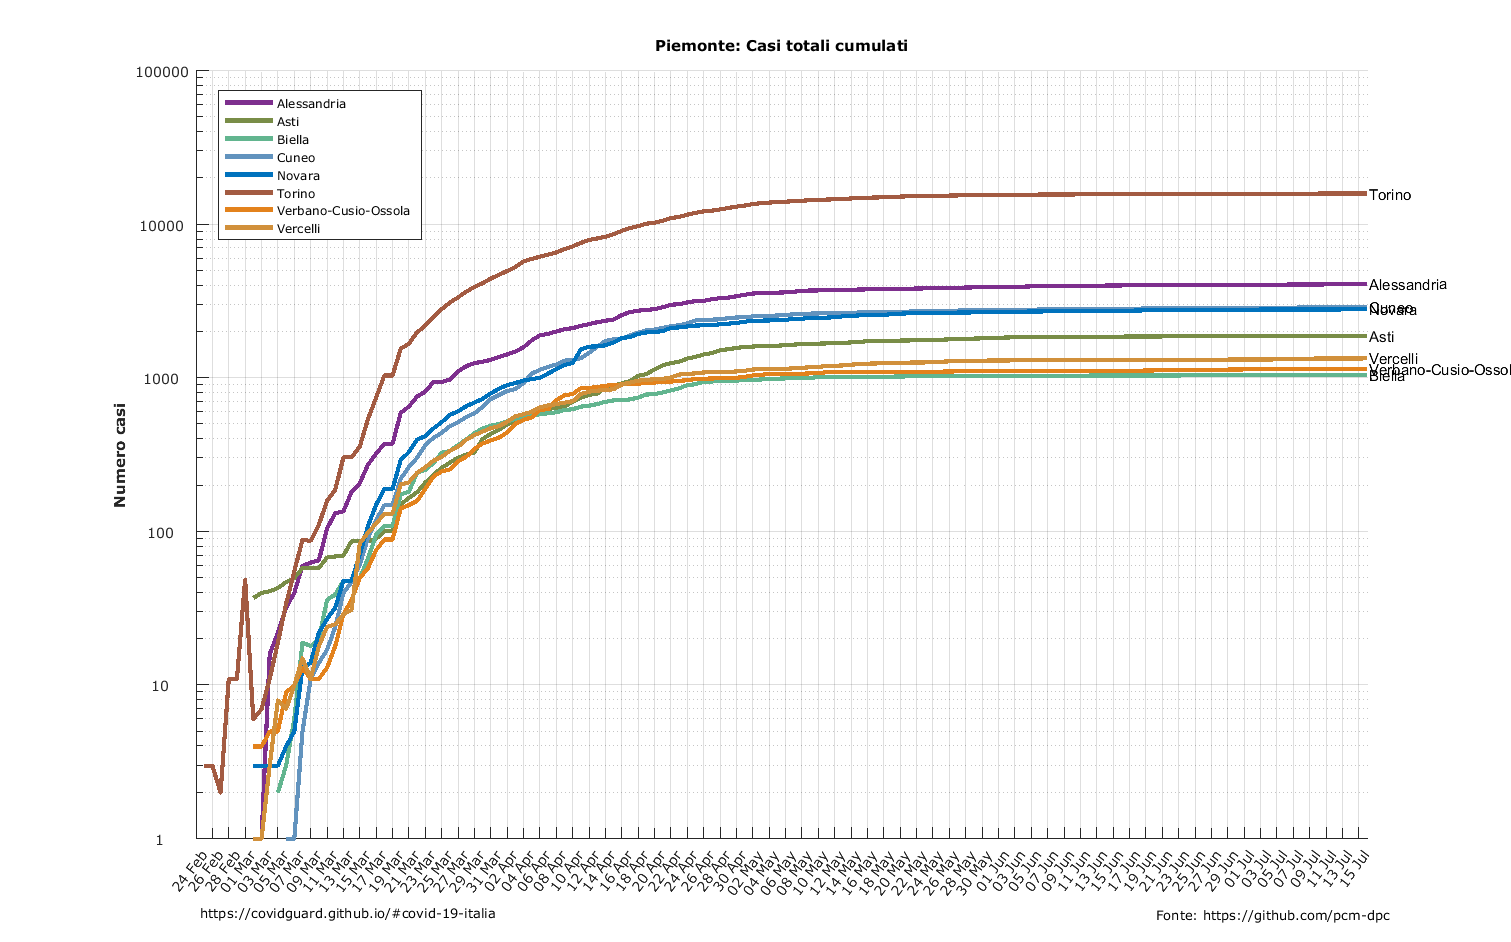 Piemonte: Casi totali cumulati
100000
10000
1000
100
10
1
Numero casi
Alessandria
Asti
Biella
Cuneo
Novara
Torino
Verbano-Cusio-Ossola
Vercelli
Torino
Alessandria
Cuneo
Novara
Asti
Vercelli
Verbano-Cusio-Ossol
Biella
24 Feb
26 Feb
28 Feb
01 Mar
03 Mar
05 Mar
07 Mar
09 Mar
11 Mar
13 Mar
15 Mar
17 Mar
19 Mar
21 Mar
23 Mar
25 Mar
27 Mar
29 Mar
31 Mar
02 Apr
04 Apr
06 Apr
08 Apr
10 Apr
12 Apr
14 Apr
16 Apr
18 Apr
20 Apr
22 Apr
24 Apr
26 Apr
28 Apr
30 Apr
02 May
04 May
06 May
08 May
10 May
12 May
14 May
16 May
18 May
20 May
22 May
24 May
26 May
28 May
30 May
01 Jun
03 Jun
05 Jun
07 Jun
09 Jun
11 Jun
13 Jun
15 Jun
17 Jun
19 Jun
21 Jun
23 Jun
25 Jun
27 Jun
29 Jun
01 Jul
03 Jul
05 Jul
07 Jul
09 Jul
11 Jul
13 Jul
15 Jul
https://covidguard.github.io/#covid-19-italia
Fonte: https://github.com/pcm-dpc